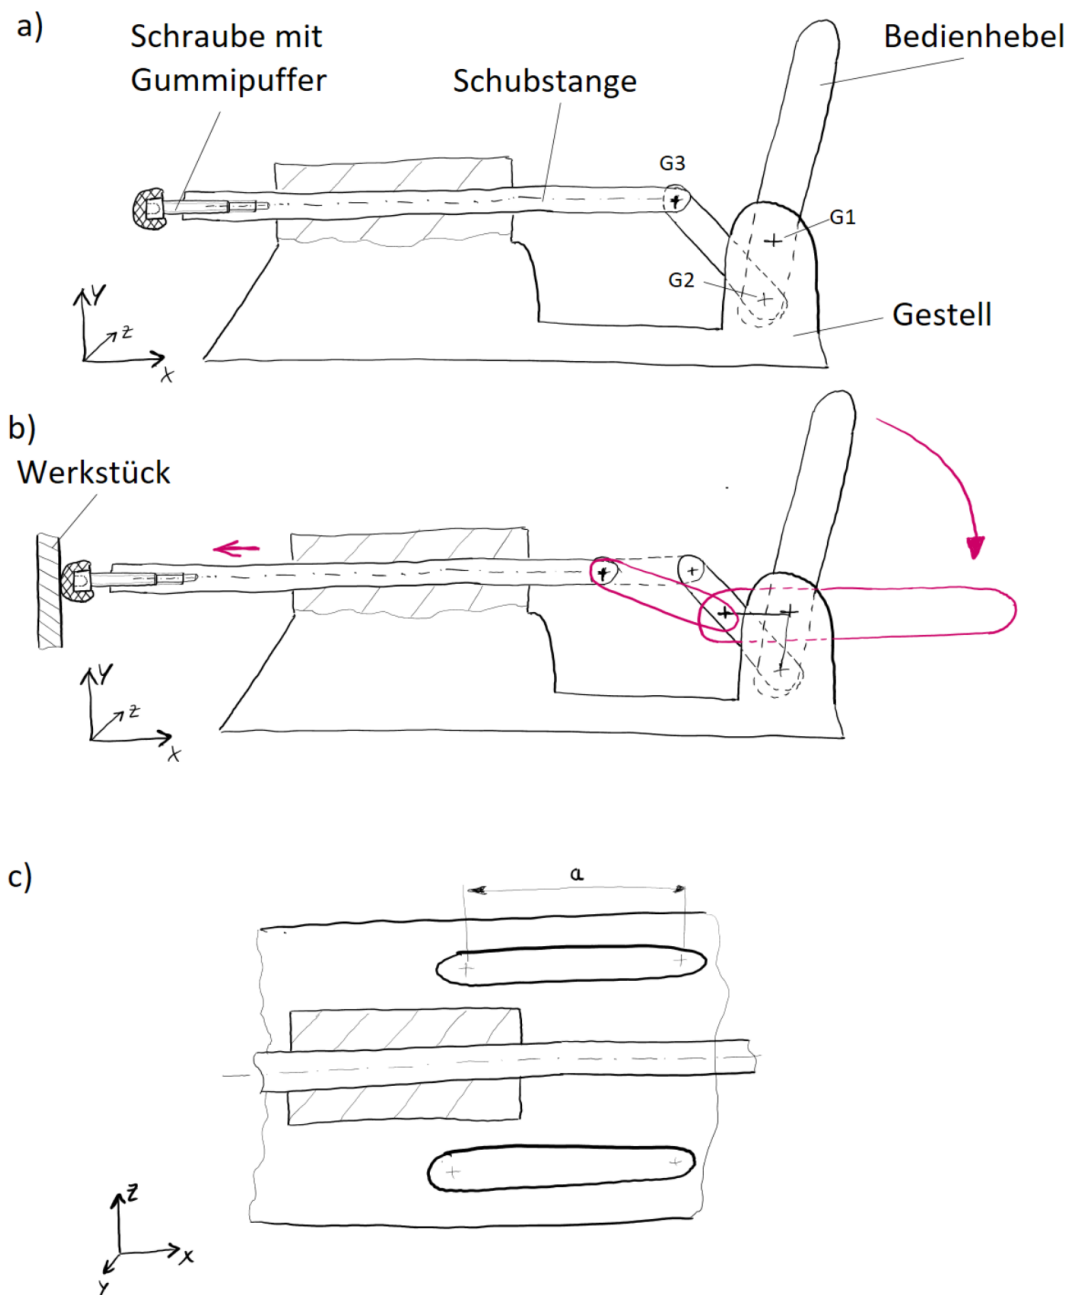 a)
Schraube mit
Gummipuffer
Schubstange
Bedienhebel
G3
G1
G2
Gestell
Y
Z
X
b)
Werkstück
Y
Z
X
c)
a
Z
X
Y